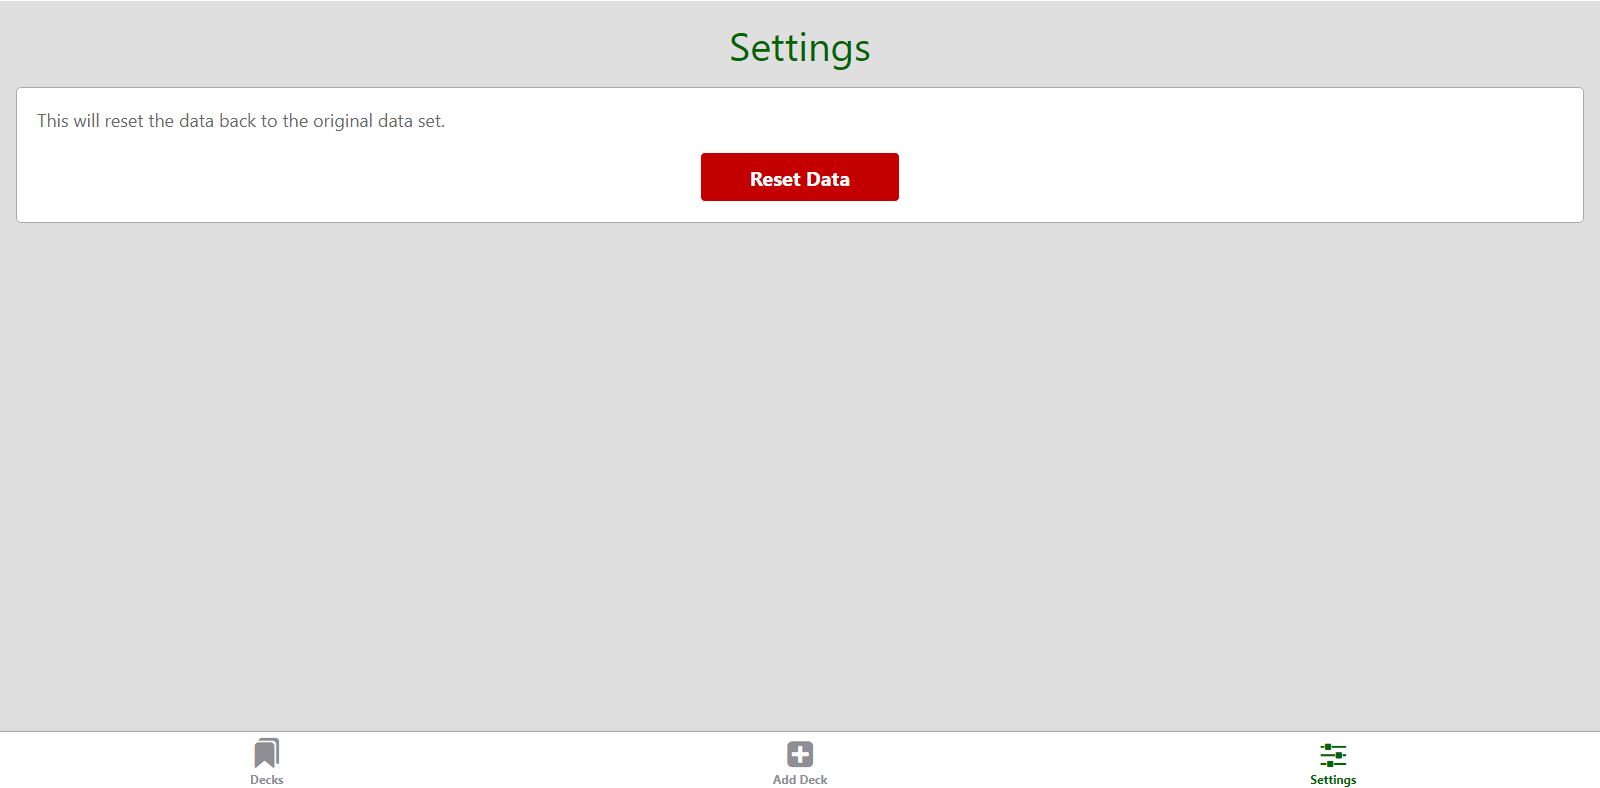 Settings
This will reset the data back to the original data set.
Reset Data
Decks
Add Deck
Settings